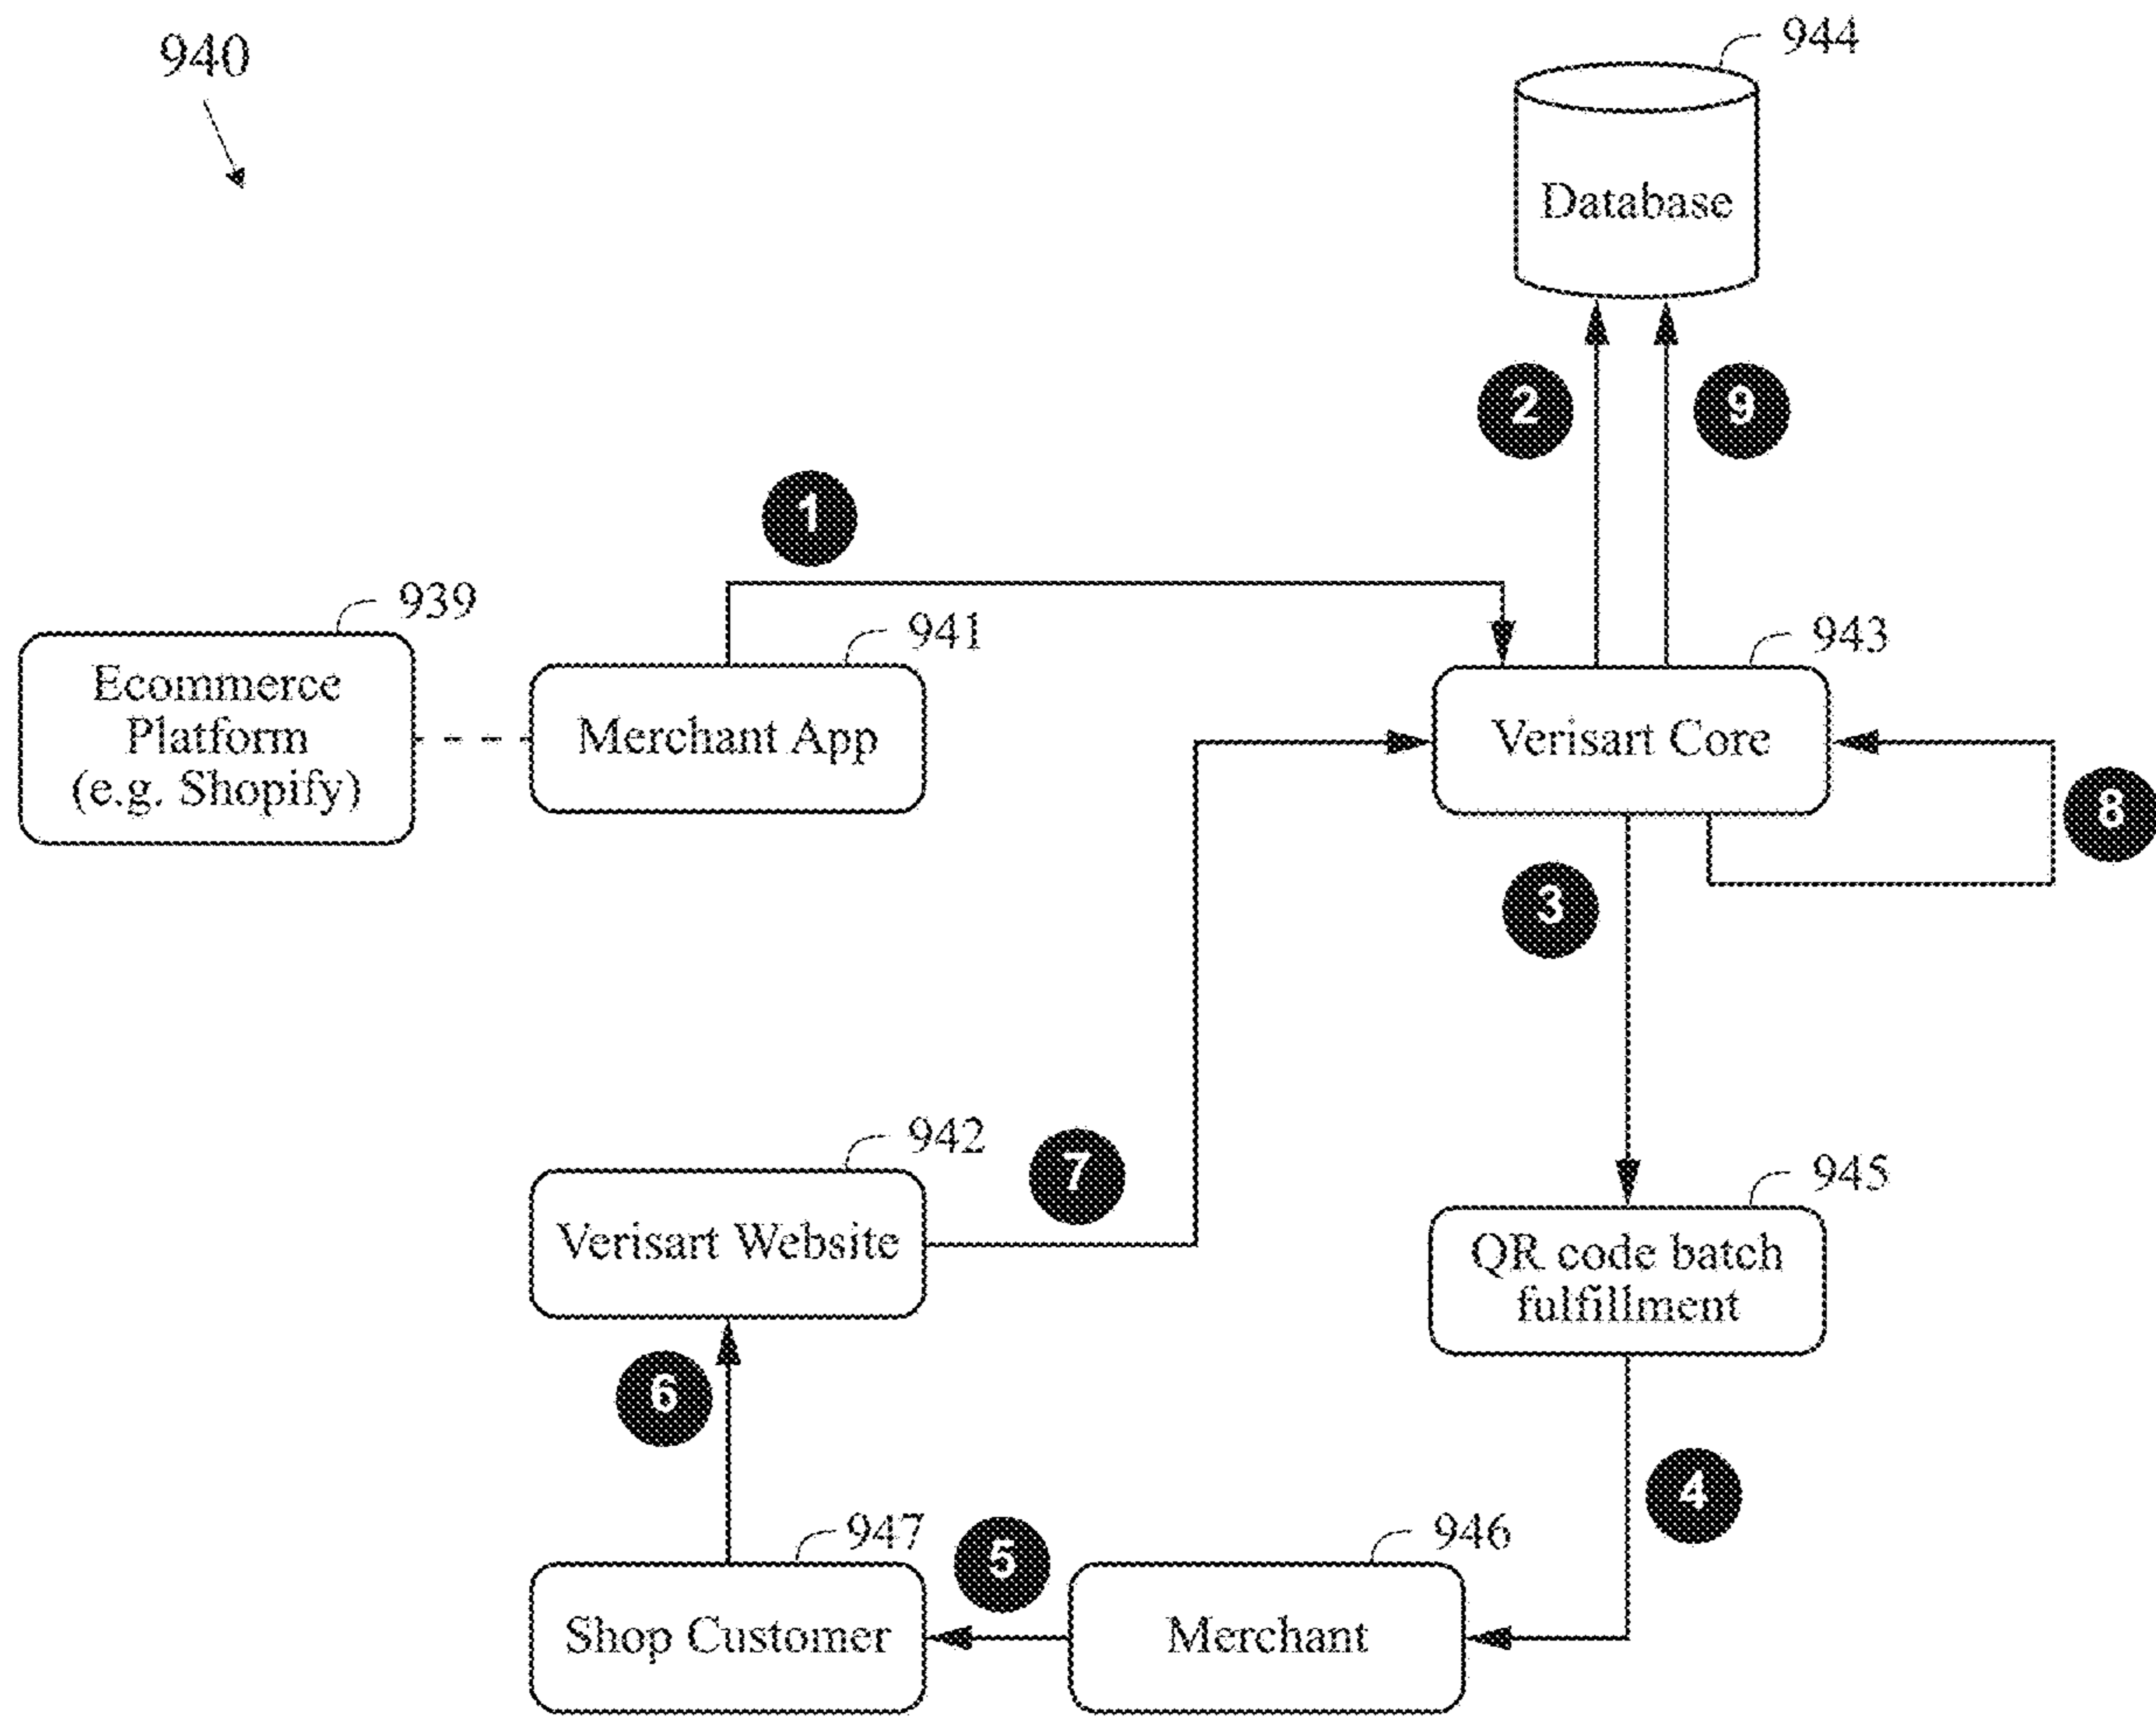 940
944
Database
2
9
1
939
941
943
Ecommerce
Platform
(e.g. Shopify)
Merchant App
Verisart Core
8
3
942
7
945
Verisart Website
QR code batch
fulfillment
6
4
947
5
946
Shop Customer
Merchant